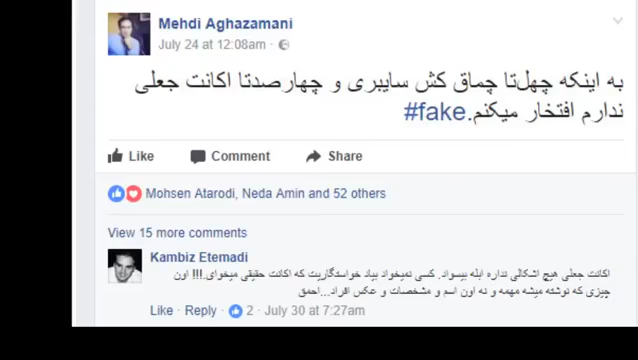 Mehdi Aghazamani
July 24 at 12:08am ·
به اینکه چهل‌تا چماق کش سایبری و چهارصدتا اکانت جعلی
ندارم افتخار میکنم.#fake
Like Comment Share
Mohsen Atarodi, Neda Amin and 52 others
View 15 more comments
Kambiz Etemadi
اکانت جعلی هیچ اشکالی نداره ابله بیسواد. کسی نمیخواد بیاد خواستگاریت که اکانت حقیقی میخوای.!!! اون
چیزی که نوشته میشه مهمه و نه اون اسم و مشخصات و عکس افراد...احمق
Like · Reply · 2 · July 30 at 7:27am